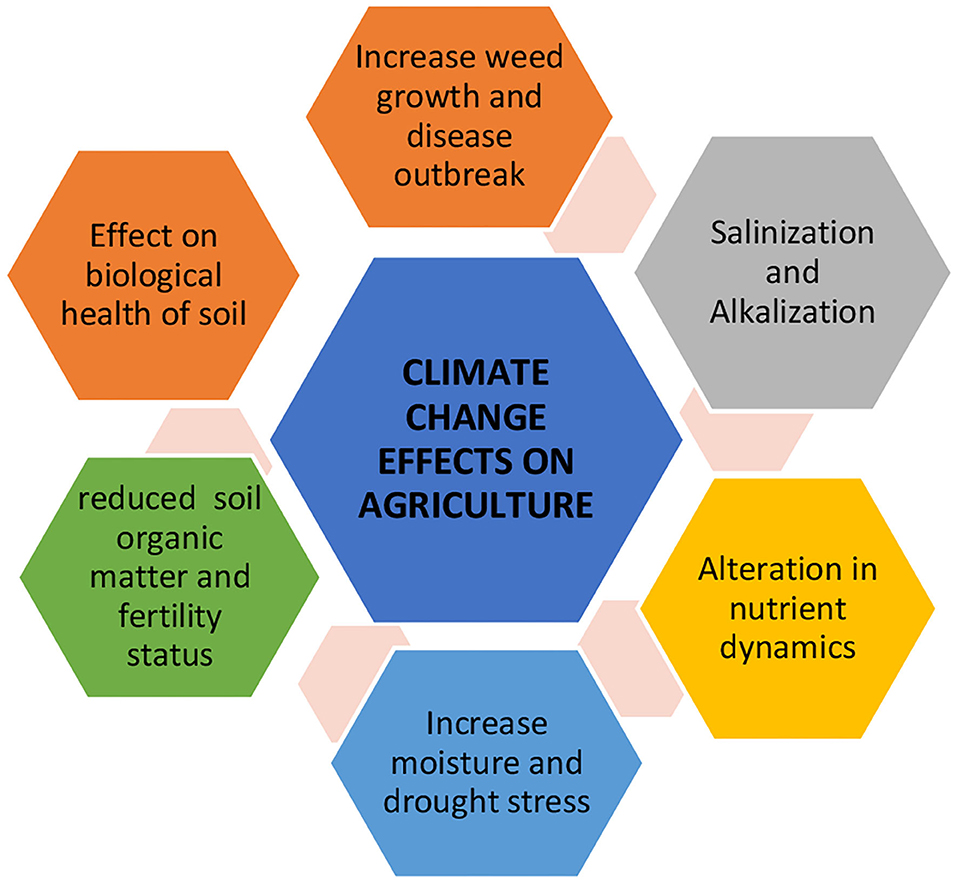 Increase weed
growth and
disease
outbreak
Salinization
and
Alkalization
Alteration in
nutrient
dynamics
Increase
moisture and
drought stress
reduced  soil
organic
matter and
fertility
status
Effect on
biological
health of soil
CLIMATE
CHANGE
EFFECTS ON
AGRICULTURE